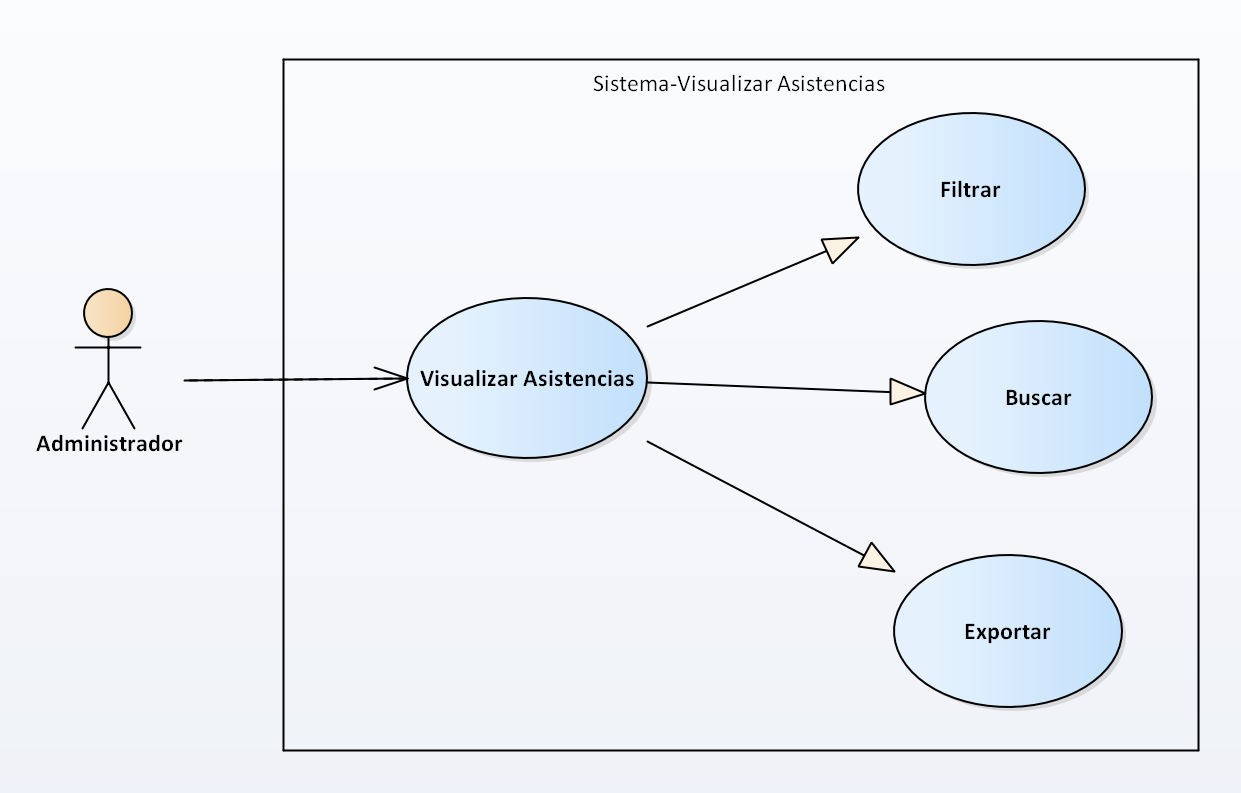 Sistema-Visualizar Asistencias
Filtrar
Visualizar Asistencias
Buscar
Administrador
Exportar